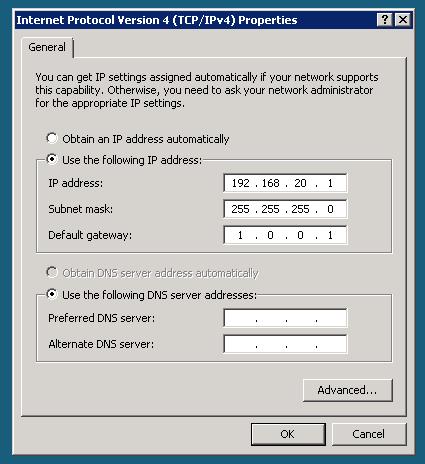 Internet Protocol Version 4 (TCP/IPv4) Properties
General
You can get IP settings assigned automatically if your network supports
this capability. Otherwise, you need to ask your network administrator
for the appropriate IP settings.
Obtain an IP address automatically
Use the following IP address:
IP address: 192 . 168 . 20 . 1
Subnet mask: 255 . 255 . 255 . 0
Default gateway: 1 . 0 . 0 . 1
Obtain DNS server address automatically
Use the following DNS server addresses:
Preferred DNS server: . . .
Alternate DNS server: . . .
Advanced...
OK Cancel